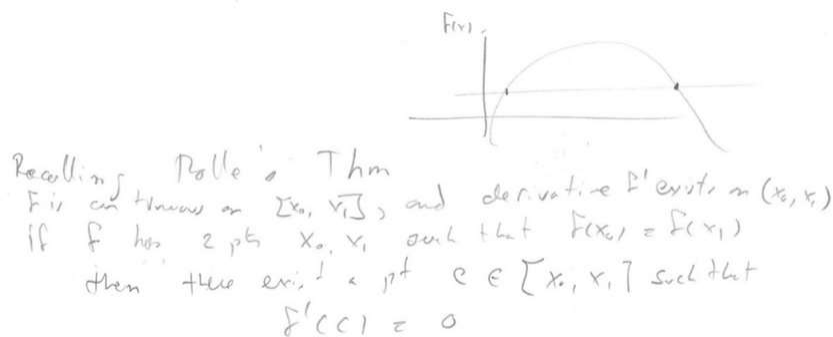 F(x).
Recalling Rolle's Thm
F is continuous on [x₀, x₁], and derivative f' exists on (x₀, x₁)
if f has 2 pts x₀, x₁ such that f(x₀) = f(x₁)
then there exist a pt c ∈ [x₀, x₁] such that
f'(c) = 0